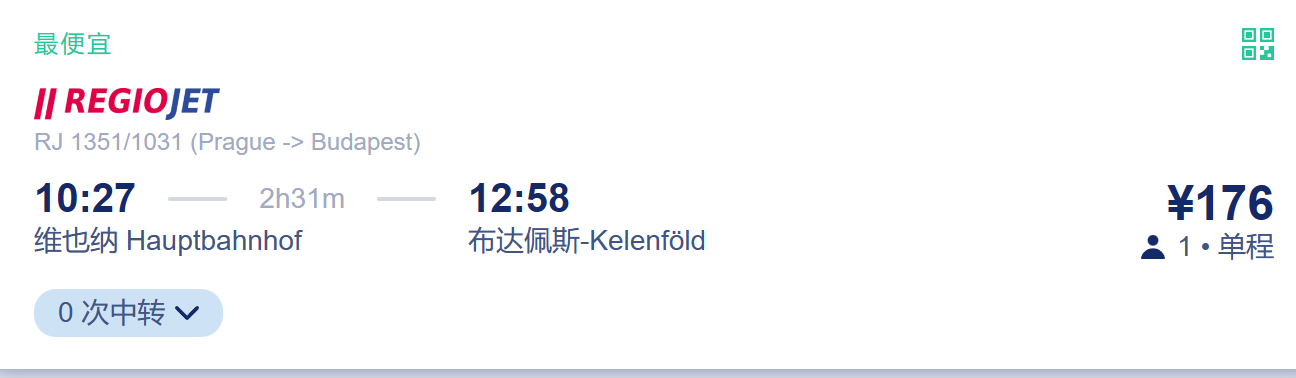 最便宜
REGIOJET
RJ 1351/1031 (Prague -> Budapest)
10:27 2h31m 12:58 ¥176
维也纳 Hauptbahnhof 布达佩斯-Kelenföld 1 • 单程
0 次中转